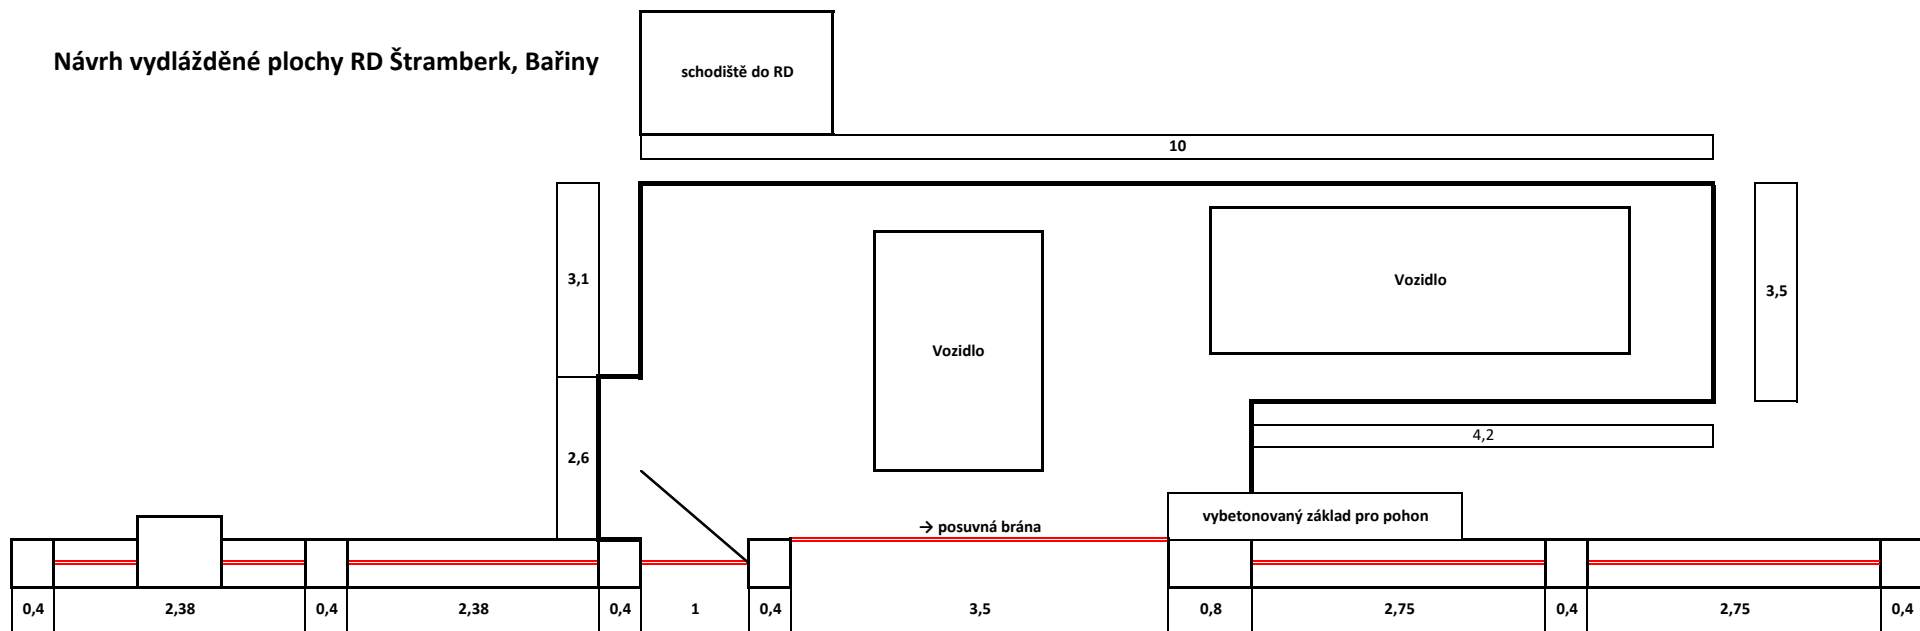 Návrh vydlážděné plochy RD Štramberk, Bařiny
schodiště do RD
10
3,1
Vozidlo
3,5
Vozidlo
4,2
2,6
→ posuvná brána
vybetonovaný základ pro pohon
0,4 2,38 0,4 2,38 0,4 1 0,4 3,5 0,8 2,75 0,4 2,75 0,4